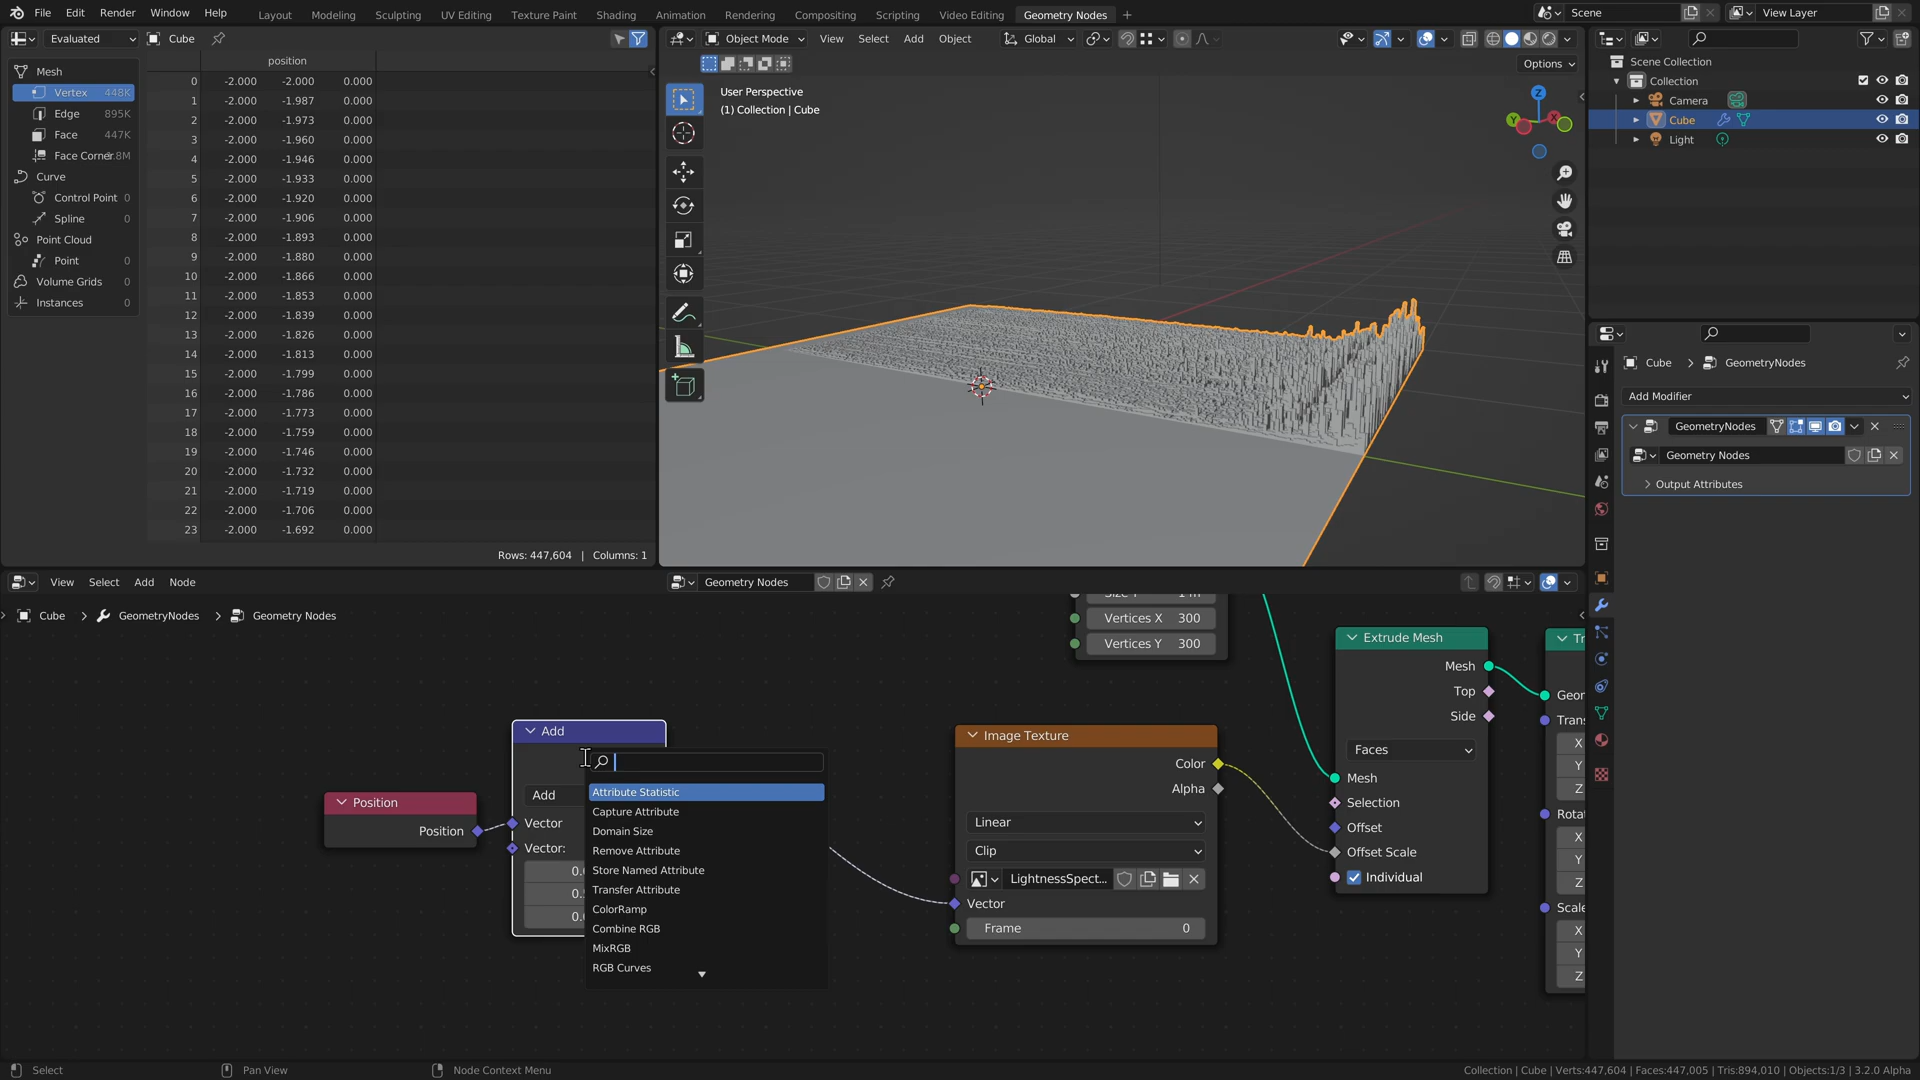 File Edit Render Window Help Layout Modeling Sculpting UV Editing Texture Paint Shading Animation Rendering Compositing Scripting Video Editing Geometry Nodes + Scene View Layer
Evaluated Cube Object Mode View Select Add Object Global
Options
position
User Perspective
(1) Collection | Cube
Mesh
Vertex 448K
Edge 895K
Face 447K
Face Corner
Curve
Control Point 0
Spline 0
Point Cloud
Point 0
Volume Grids 0
Instances 0
0 -2.000 -2.000 0.000
1 -2.000 -1.987 0.000
2 -2.000 -1.973 0.000
3 -2.000 -1.960 0.000
4 -2.000 -1.946 0.000
5 -2.000 -1.933 0.000
6 -2.000 -1.920 0.000
7 -2.000 -1.906 0.000
8 -2.000 -1.893 0.000
9 -2.000 -1.880 0.000
10 -2.000 -1.866 0.000
11 -2.000 -1.853 0.000
12 -2.000 -1.839 0.000
13 -2.000 -1.826 0.000
14 -2.000 -1.813 0.000
15 -2.000 -1.799 0.000
16 -2.000 -1.786 0.000
17 -2.000 -1.773 0.000
18 -2.000 -1.759 0.000
19 -2.000 -1.746 0.000
20 -2.000 -1.732 0.000
21 -2.000 -1.719 0.000
22 -2.000 -1.706 0.000
23 -2.000 -1.692 0.000
Rows: 447,604 | Columns: 1
Z
Y
X
Scene Collection
Collection
Camera
Cube
Light
Cube > GeometryNodes
Add Modifier
GeometryNodes
Geometry Nodes
Output Attributes
View Select Add Node Geometry Nodes
Cube > GeometryNodes > Geometry Nodes
Vertices X 300
Vertices Y 300
Position
Position
Add
Add
Vector
Vector:
Attribute Statistic
Capture Attribute
Domain Size
Remove Attribute
Store Named Attribute
Transfer Attribute
ColorRamp
Combine RGB
MixRGB
RGB Curves
Image Texture
Color
Alpha
Linear
Clip
LightnessSpect...
Vector
Frame 0
Extrude Mesh
Mesh
Top
Side
Faces
Mesh
Selection
Offset
Offset Scale
Individual
Tr
Geor
Trans
X
Y
Z
Rotat
X
Y
Z
Scale
X
Y
Z
Select Pan View Node Context Menu Collection | Cube | Verts:447,604 | Faces:447,005 | Tris:894,010 | Objects:1/3 | 3.2.0 Alpha